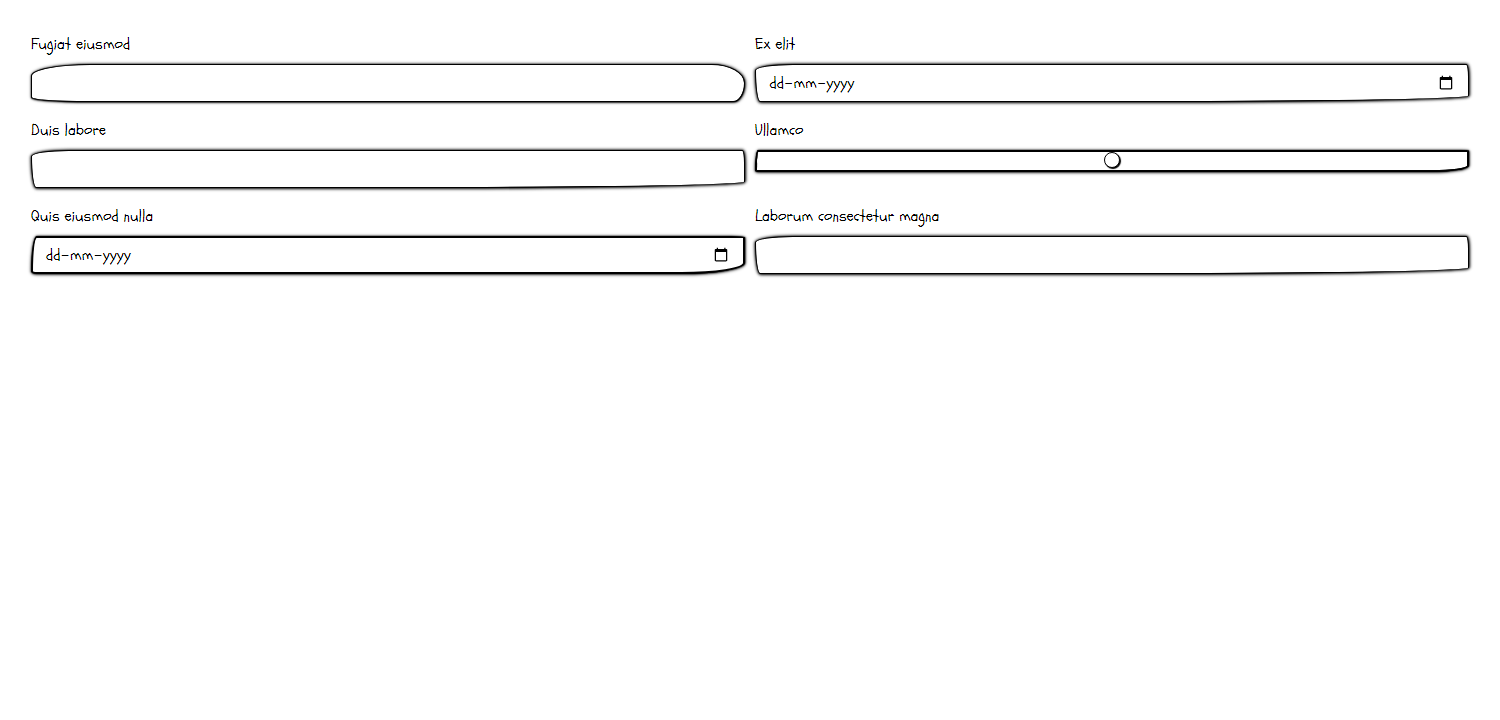 Fugiat eiusmod
Ex elit
dd-mm-yyyy
Duis labore
Ullamco
Quis eiusmod nulla
dd-mm-yyyy
Laborum consectetur magna